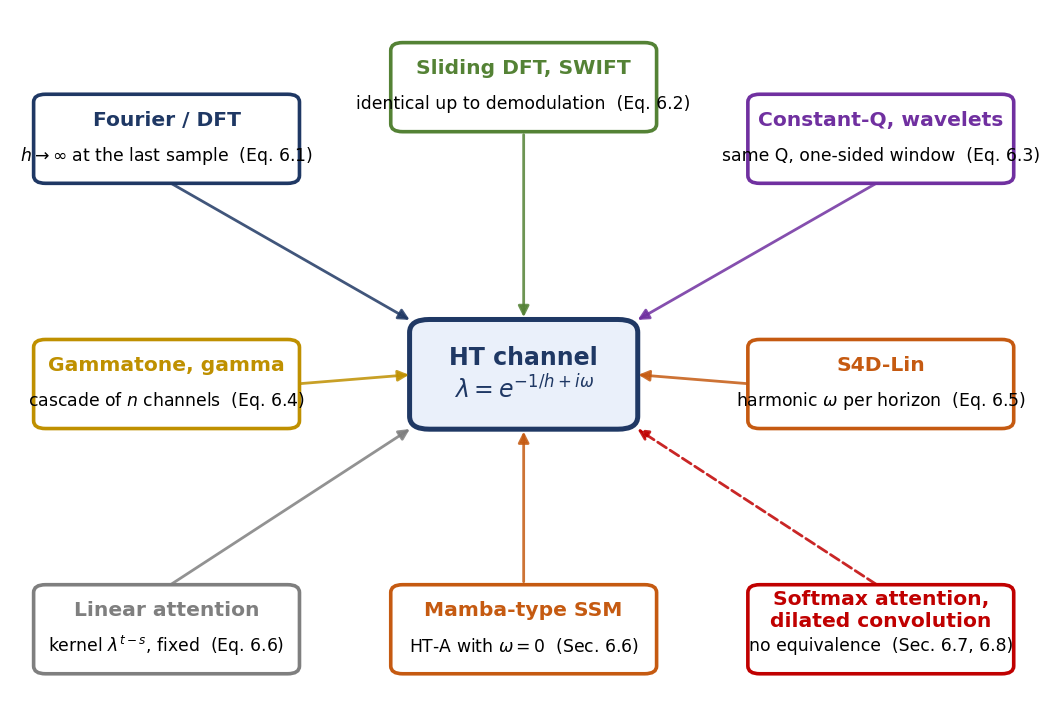 Sliding DFT, SWIFT
identical up to demodulation (Eq. 6.2)
Fourier / DFT
h→∞ at the last sample (Eq. 6.1)
Constant-Q, wavelets
same Q, one-sided window (Eq. 6.3)
HT channel
λ = e^{-1/h + iω}
Gammatone, gamma
cascade of n channels (Eq. 6.4)
S4D-Lin
harmonic ω per horizon (Eq. 6.5)
Linear attention
kernel λ^{t-s}, fixed (Eq. 6.6)
Mamba-type SSM
HT-A with ω = 0 (Sec. 6.6)
Softmax attention,
dilated convolution
no equivalence (Sec. 6.7, 6.8)